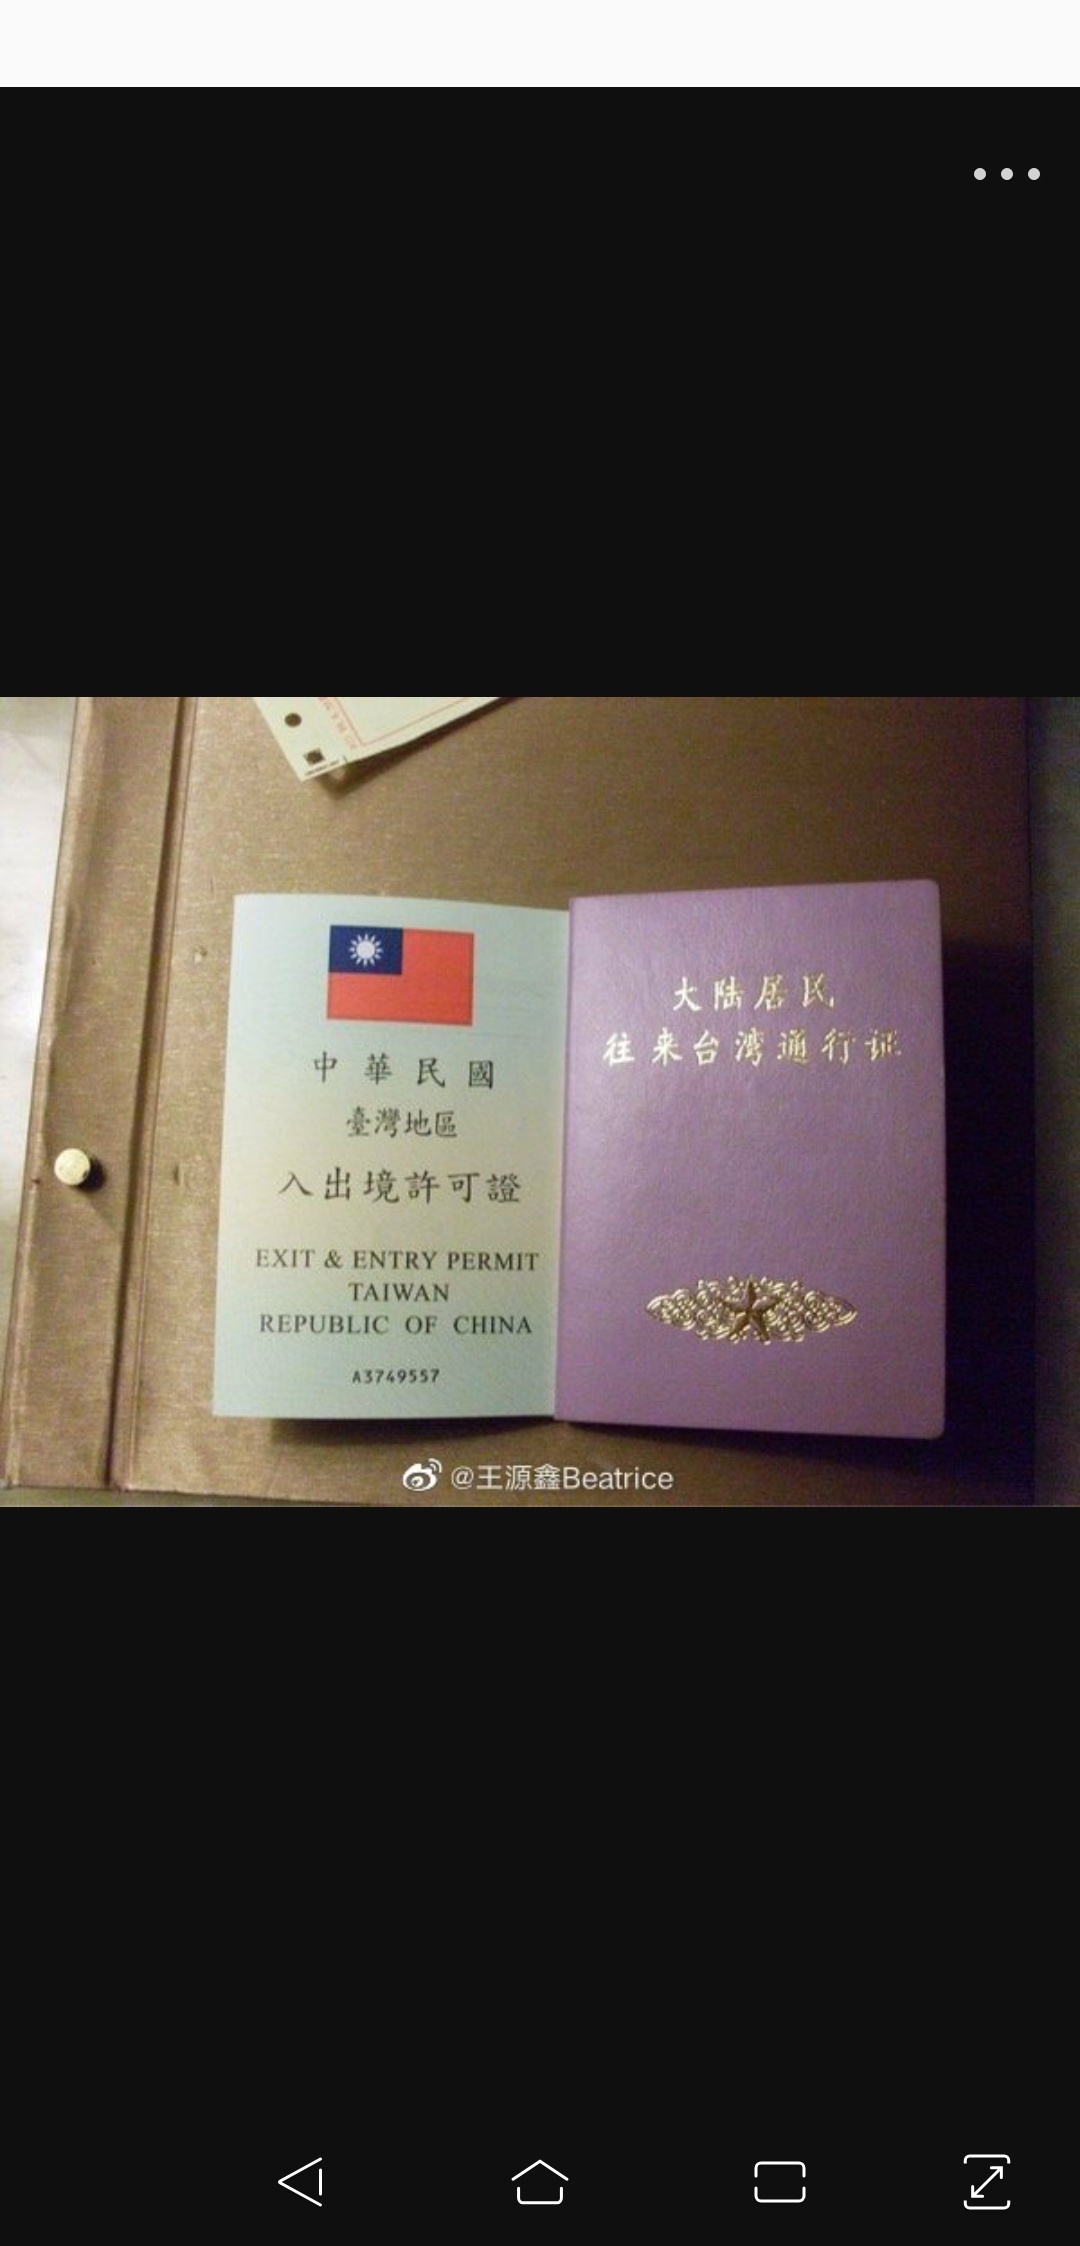 中華民國
臺灣地區
入出境許可證
EXIT & ENTRY PERMIT
TAIWAN
REPUBLIC OF CHINA
A3749557
大陆居民
往来台湾通行证
@王源鑫Beatrice